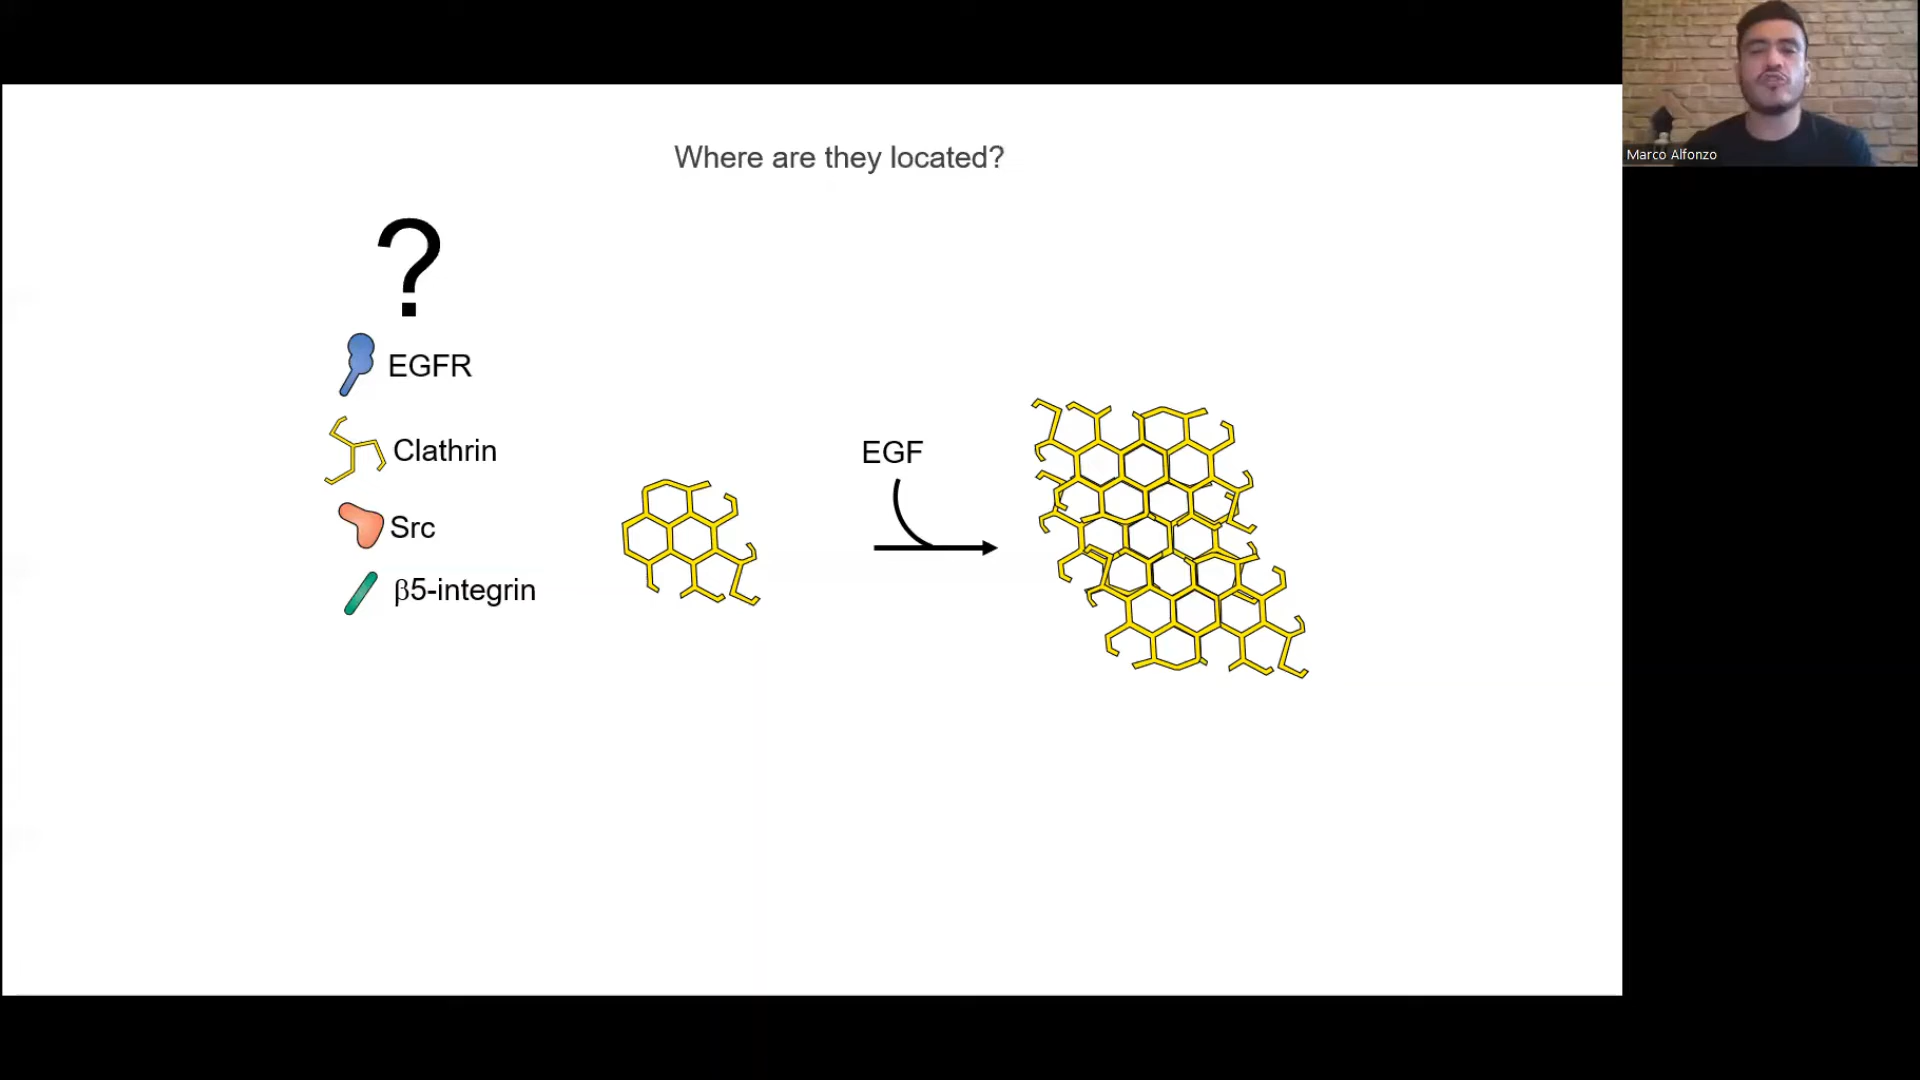 Where are they located?
?
EGFR
Clathrin
Src
β5-integrin
EGF
Marco Alfonzo